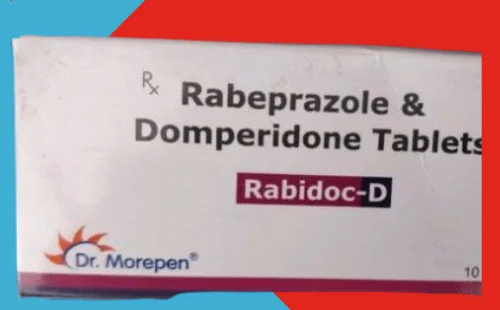 Rx Rabeprazole &
Domperidone Tablets
Rabidoc-D
Dr. Morepen®
10